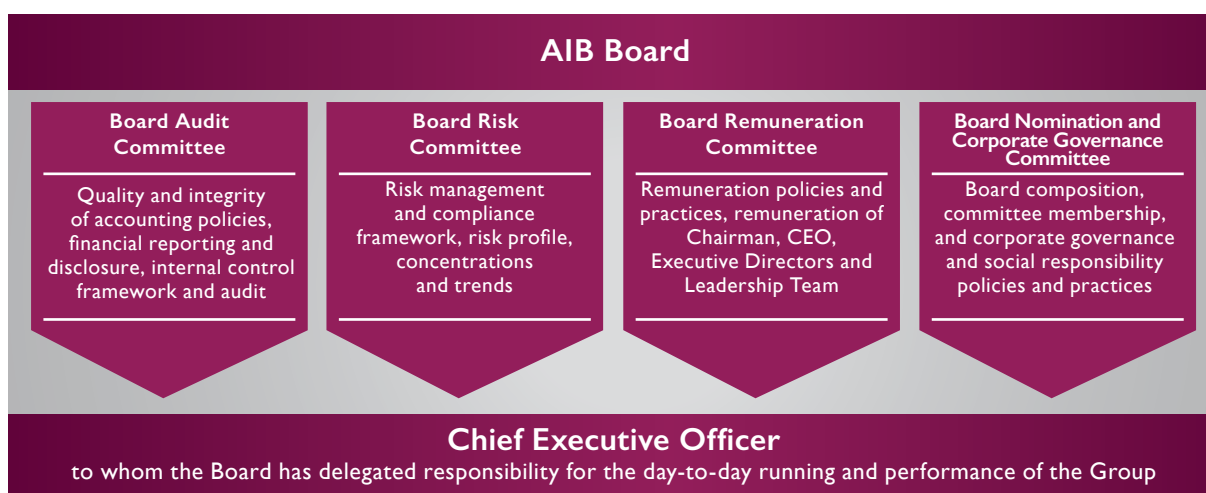 AIB Board
Board Audit
Committee
Quality and integrity
of accounting policies,
financial reporting and
disclosure, internal control
framework and audit
Board Risk
Committee
Risk management
and compliance
framework, risk profile,
concentrations
and trends
Board Remuneration
Committee
Remuneration policies and
practices, remuneration of
Chairman, CEO,
Executive Directors and
Leadership Team
Board Nomination and
Corporate Governance
Committee
Board composition,
committee membership,
and corporate governance
and social responsibility
policies and practices
Chief Executive Officer
to whom the Board has delegated responsibility for the day-to-day running and performance of the Group